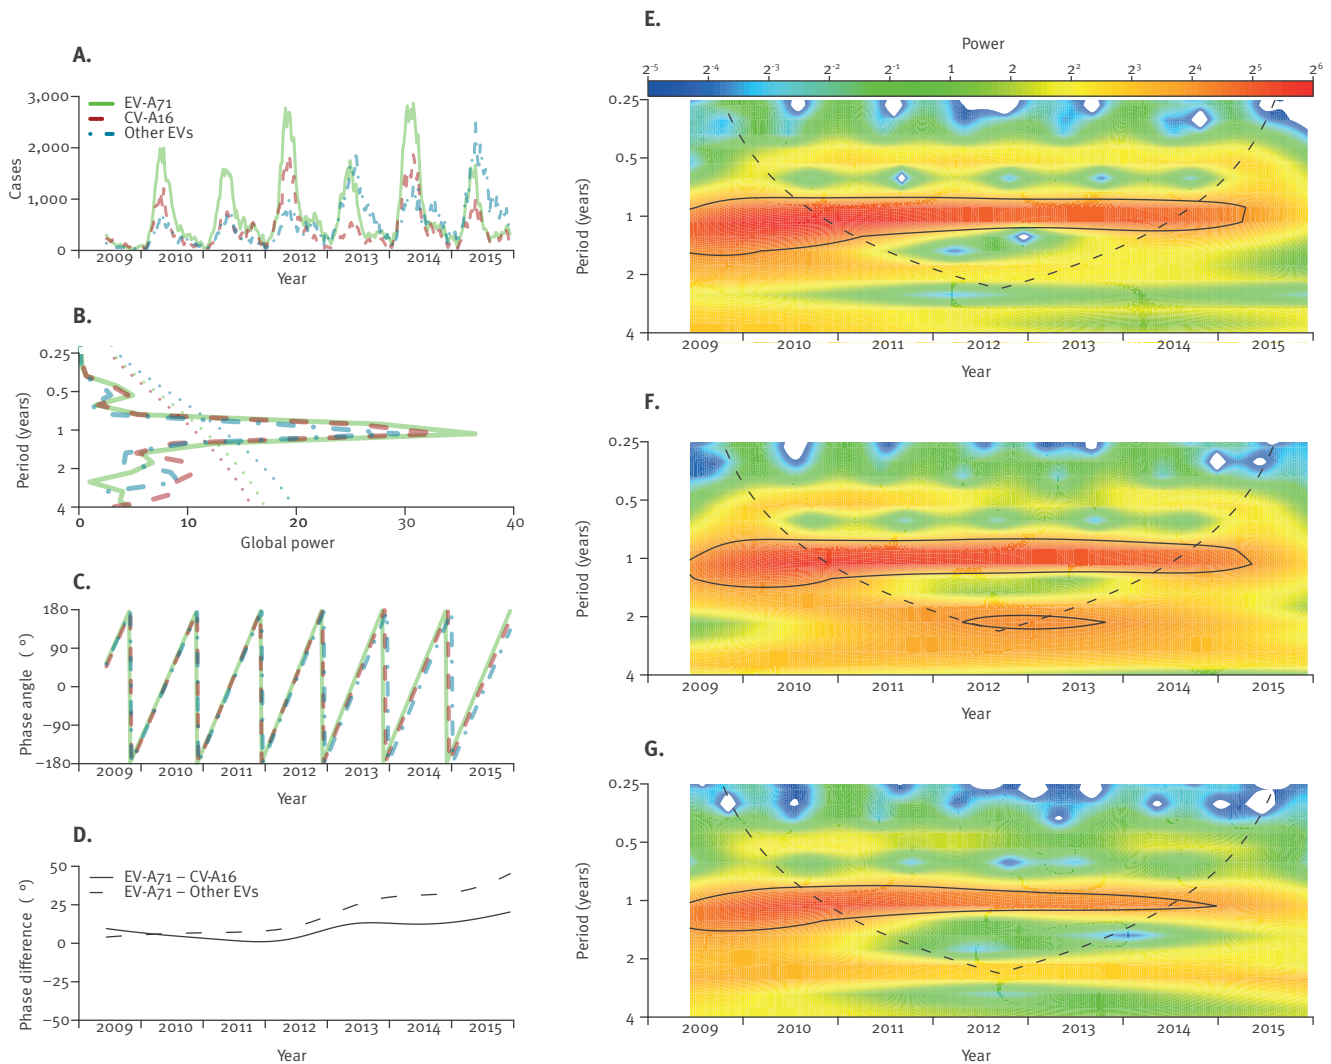 A.
3,000
2,000
1,000
0
Cases
EV-A71
CV-A16
Other EVs
2009 2010 2011 2012 2013 2014 2015
Year
B.
0.25
0.5
1
2
4
Period (years)
0 10 20 30 40
Global power
C.
180
90
0
−90
−180
Phase angle ( °)
2009 2010 2011 2012 2013 2014 2015
Year
D.
50
25
0
−25
−50
Phase difference ( °)
EV-A71 – CV-A16
EV-A71 – Other EVs
2009 2010 2011 2012 2013 2014 2015
Year
E.
Power
2-5 2-4 2-3 2-2 2-1 1 2 2² 2³ 2⁴ 2⁵ 2⁶
0.25
0.5
1
2
4
Period (years)
2009 2010 2011 2012 2013 2014 2015
Year
F.
0.25
0.5
1
2
4
Period (years)
2009 2010 2011 2012 2013 2014 2015
Year
G.
0.25
0.5
1
2
4
Period (years)
2009 2010 2011 2012 2013 2014 2015
Year